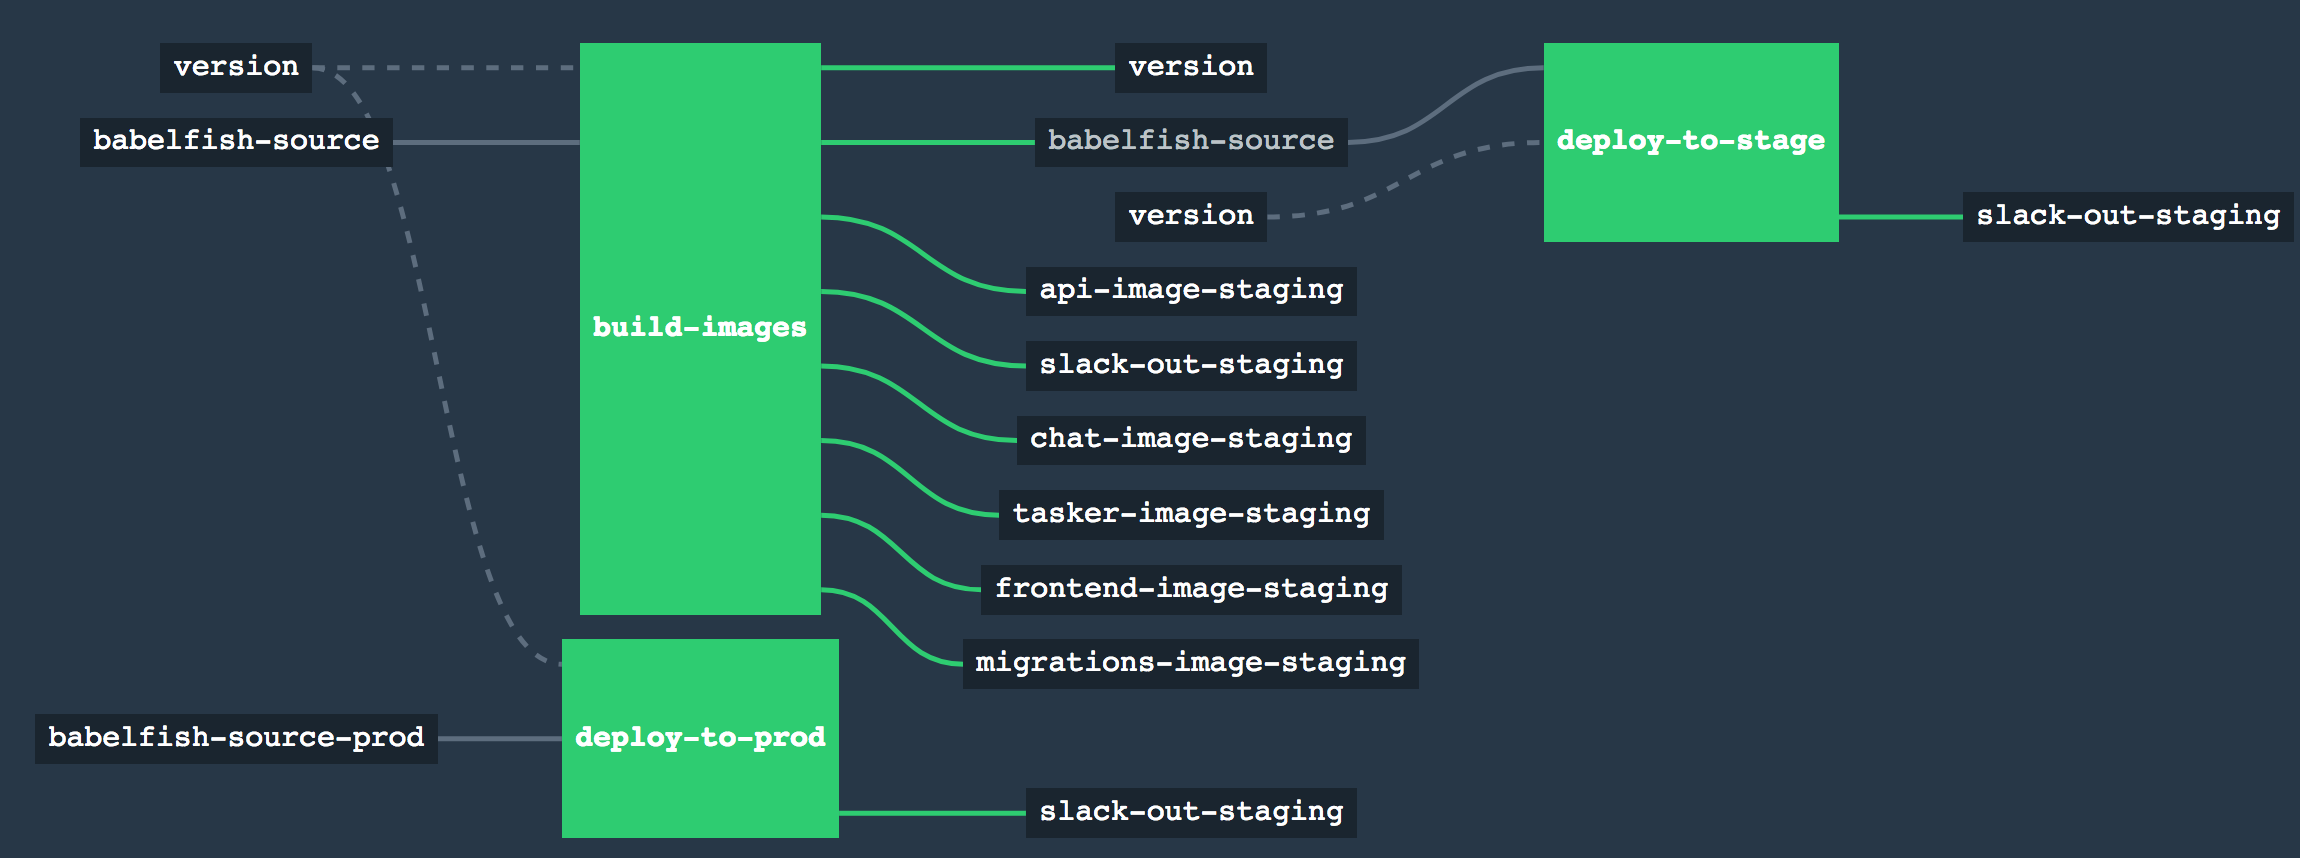 version
babelfish-source
build-images
version
babelfish-source
version
api-image-staging
slack-out-staging
chat-image-staging
tasker-image-staging
frontend-image-staging
migrations-image-staging
deploy-to-stage
slack-out-staging
babelfish-source-prod
deploy-to-prod
slack-out-staging